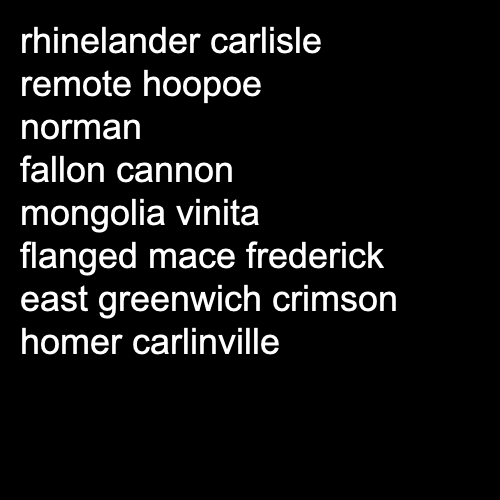 rhinelander carlisle
remote hoopoe
norman
fallon cannon
mongolia vinita
flanged mace frederick
east greenwich crimson
homer carlinville